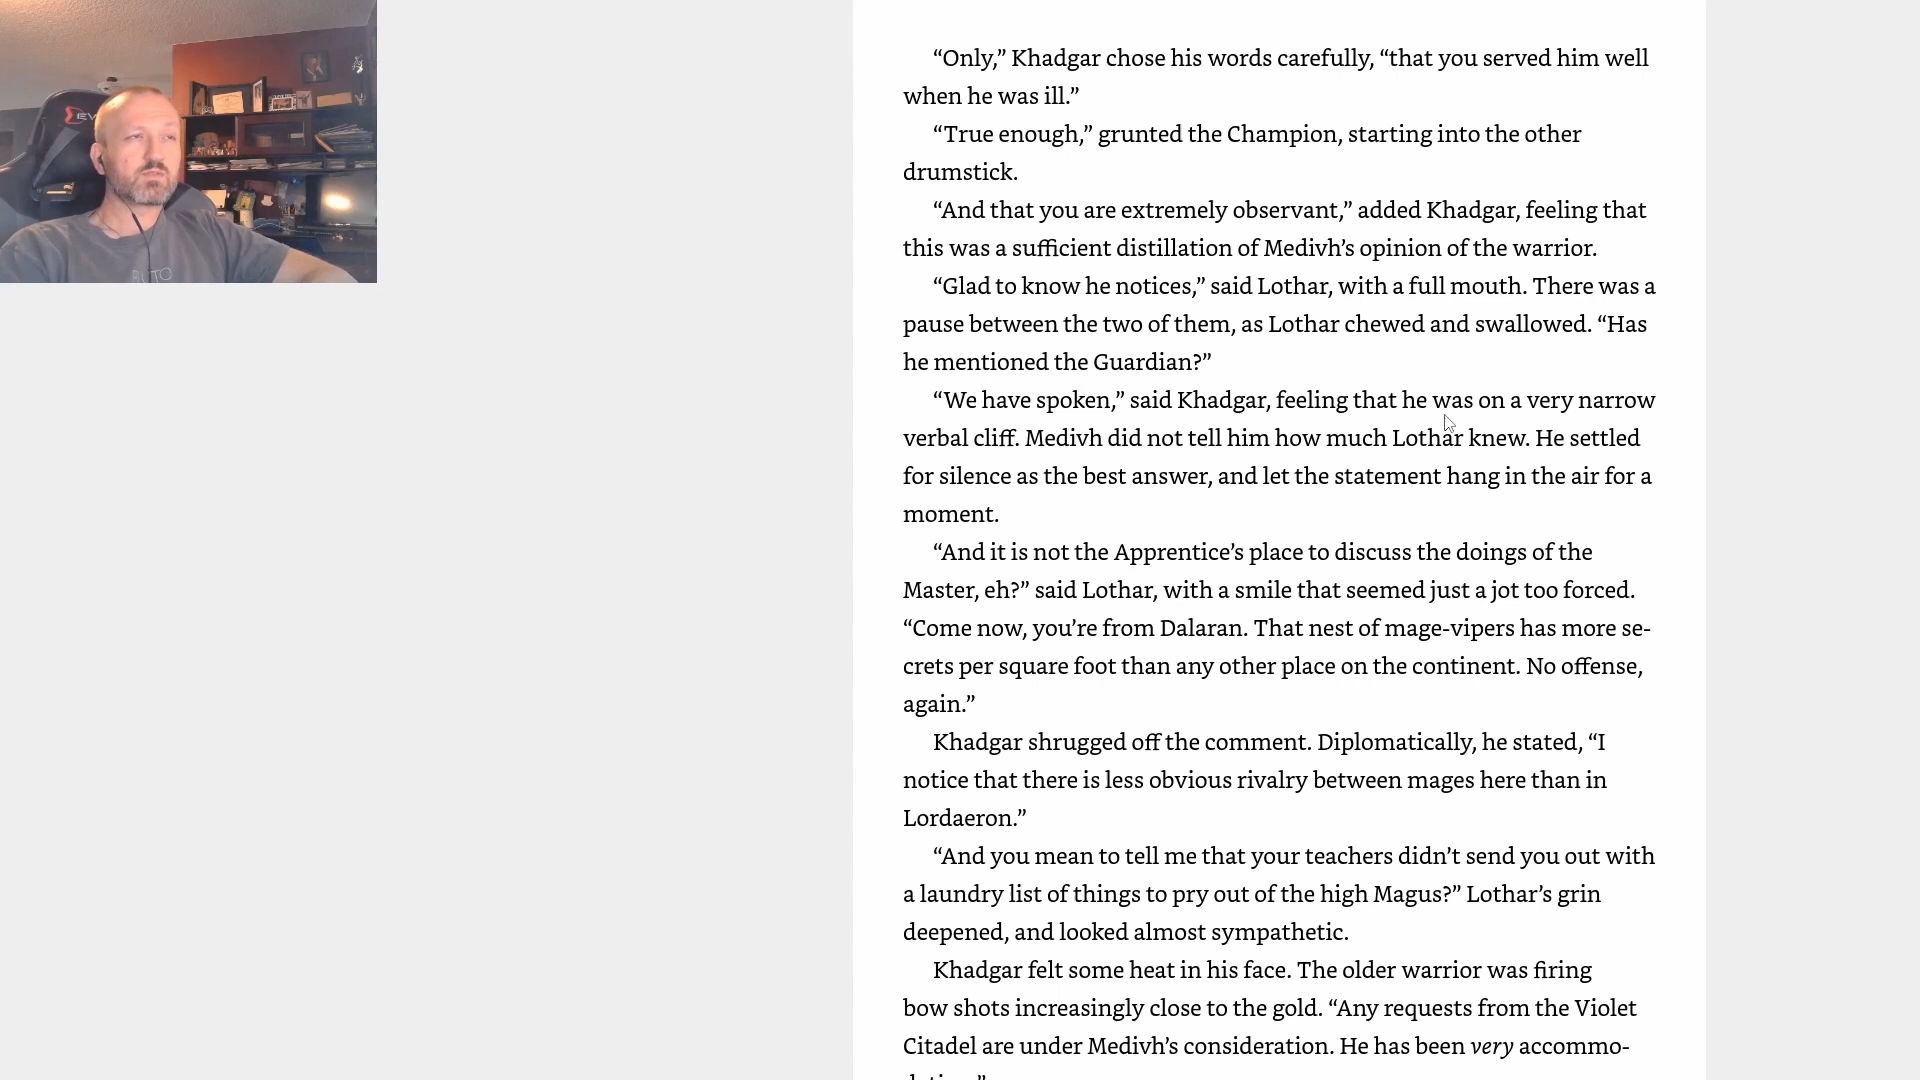 “Only,” Khadgar chose his words carefully, “that you served him well
when he was ill.”
“True enough,” grunted the Champion, starting into the other
drumstick.
“And that you are extremely observant,” added Khadgar, feeling that
this was a sufficient distillation of Medivh’s opinion of the warrior.
“Glad to know he notices,” said Lothar, with a full mouth. There was a
pause between the two of them, as Lothar chewed and swallowed. “Has
he mentioned the Guardian?”
“We have spoken,” said Khadgar, feeling that he was on a very narrow
verbal cliff. Medivh did not tell him how much Lothar knew. He settled
for silence as the best answer, and let the statement hang in the air for a
moment.
“And it is not the Apprentice’s place to discuss the doings of the
Master, eh?” said Lothar, with a smile that seemed just a jot too forced.
“Come now, you’re from Dalaran. That nest of mage-vipers has more se-
crets per square foot than any other place on the continent. No offense,
again.”
Khadgar shrugged off the comment. Diplomatically, he stated, “I
notice that there is less obvious rivalry between mages here than in
Lordaeron.”
“And you mean to tell me that your teachers didn’t send you out with
a laundry list of things to pry out of the high Magus?” Lothar’s grin
deepened, and looked almost sympathetic.
Khadgar felt some heat in his face. The older warrior was firing
bow shots increasingly close to the gold. “Any requests from the Violet
Citadel are under Medivh’s consideration. He has been very accommo-